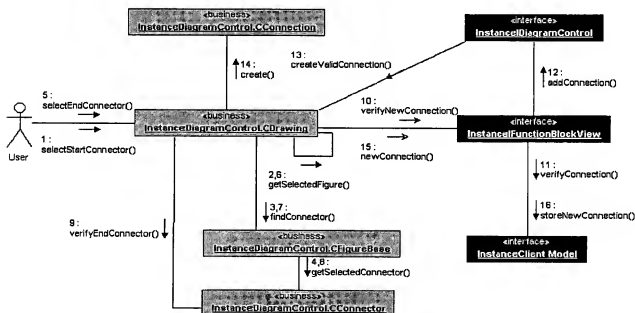 «business»
InstanceDiagramControl.CConnection
«interface»
InstanceIDiagramControl
14 :
create()
13 :
createValidConnection()
12 :
addConnection()
5 :
selectEndConnector()
1 :
selectStartConnector()
User
«business»
InstanceDiagramControl.CDrawing
10 :
verifyNewConnection()
15 :
newConnection()
«interface»
InstanceIFunctionBlockView
2,6 :
getSelectedFigure()
3,7 :
findConnector()
9 :
verifyEndConnector()
11 :
verifyConnection()
16 :
storeNewConnection()
«business»
InstanceDiagramControl.CFigureBase
4,8 :
getSelectedConnector()
«business»
InstanceDiagramControl.CConnector
«interface»
InstanceClient Model